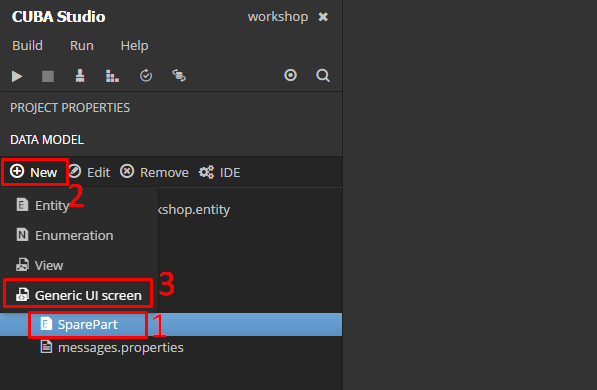 CUBA Studio workshop ✖
Build Run Help
PROJECT PROPERTIES
DATA MODEL
New Edit Remove IDE
2
E Entity kshop.entity
N Enumeration
View
Generic UI screen 3
E SparePart 1
messages.properties